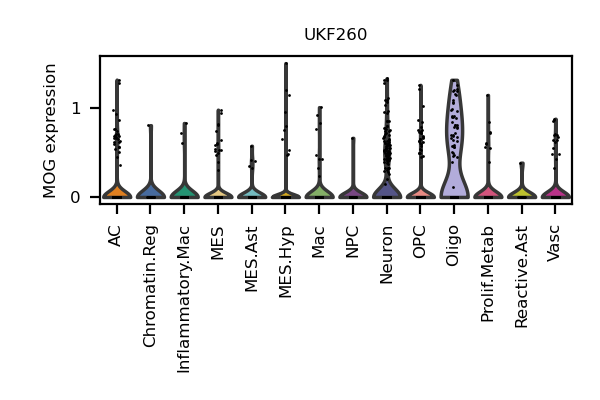 UKF260
MOG expression
1
0
AC
Chromatin.Reg
Inflammatory.Mac
MES
MES.Ast
MES.Hyp
Mac
NPC
Neuron
OPC
Oligo
Prolif.Metab
Reactive.Ast
Vasc